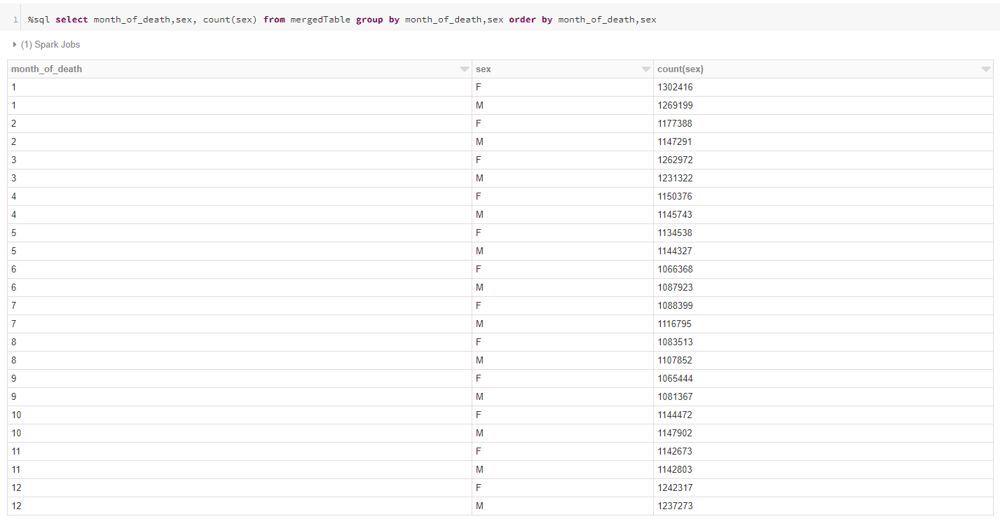 1 %sql select month_of_death,sex, count(sex) from mergedTable group by month_of_death,sex order by month_of_death,sex
(1) Spark Jobs
month_of_death sex count(sex)
1 F 1302416
1 M 1269199
2 F 1177388
2 M 1147291
3 F 1262972
3 M 1231322
4 F 1150376
4 M 1145743
5 F 1134538
5 M 1144327
6 F 1066368
6 M 1087923
7 F 1088399
7 M 1116795
8 F 1083513
8 M 1107852
9 F 1065444
9 M 1081367
10 F 1144472
10 M 1147902
11 F 1142673
11 M 1142803
12 F 1242317
12 M 1237273